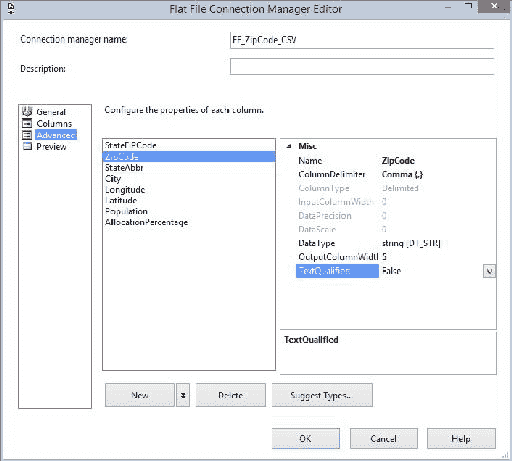 Flat File Connection Manager Editor
Connection manager name:
FF_ZipCode_CSV
Description:
General
Columns
Advanced
Preview
Configure the properties of each column.
StateFIPCode
ZipCode
StateAbbr
City
Longitude
Latitude
Population
AllocationPercentage
Misc
Name ZipCode
ColumnDelimiter Comma {,}
ColumnType Delimited
InputColumnWidth 0
DataPrecision 0
DataScale 0
DataType string [DT_STR]
OutputColumnWidth 5
TextQualified False
TextQualified
New Delete Suggest Types...
OK Cancel Help